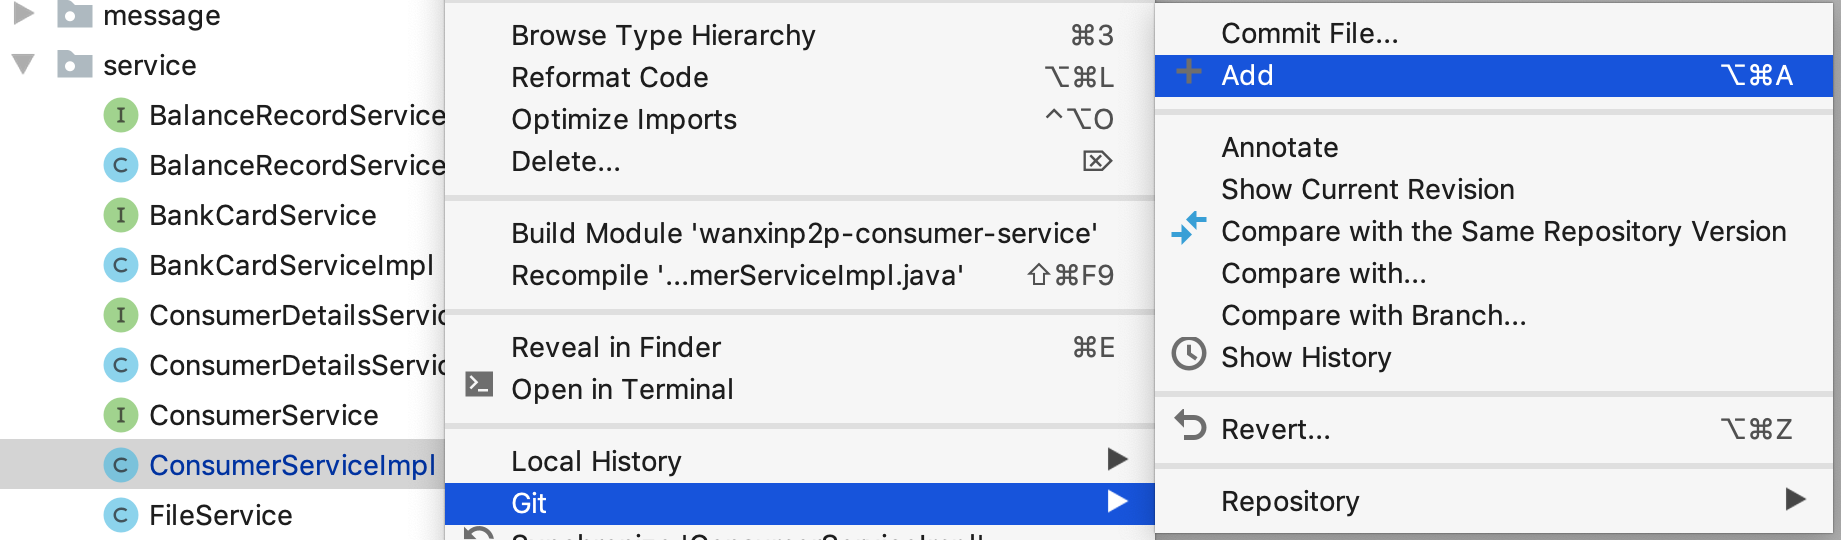 message
service
I BalanceRecordService
C BalanceRecordService
I BankCardService
C BankCardServiceImpl
I ConsumerDetailsServic
C ConsumerDetailsServic
I ConsumerService
C ConsumerServiceImpl
C FileService
Browse Type Hierarchy ⌘3
Reformat Code ⌥⌘L
Optimize Imports ^⌥O
Delete... ⌦
Build Module 'wanxinp2p-consumer-service'
Recompile '...merServiceImpl.java' ⇧⌘F9
Reveal in Finder ⌘E
Open in Terminal
Local History
Git
Synchronize 'ConsumerServiceImpl'
Commit File...
Add ⌥⌘A
Annotate
Show Current Revision
Compare with the Same Repository Version
Compare with...
Compare with Branch...
Show History
Revert... ⌥⌘Z
Repository